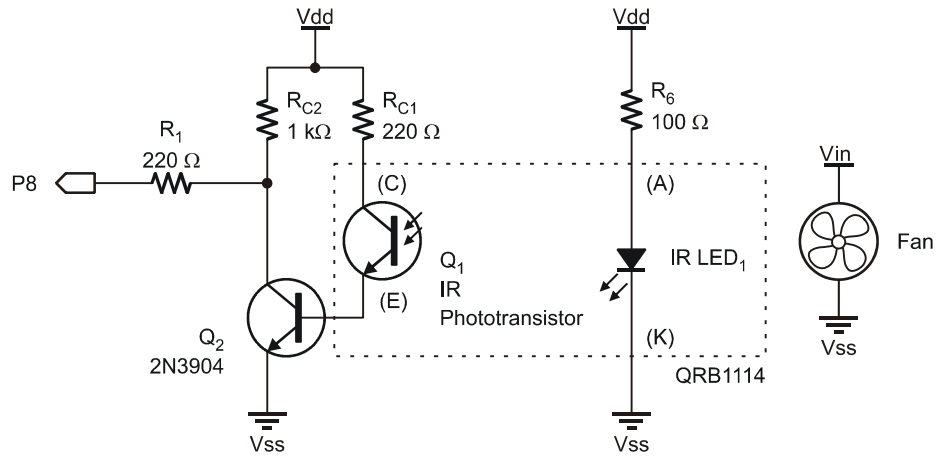 Vdd
Vdd
R6
100 Ω
RC2
1 kΩ
RC1
220 Ω
R1
220 Ω
P8
(C)
(A)
Vin
Q1
IR
Phototransistor
IR LED1
Fan
(E)
(K)
Q2
2N3904
QRB1114
Vss
Vss
Vss